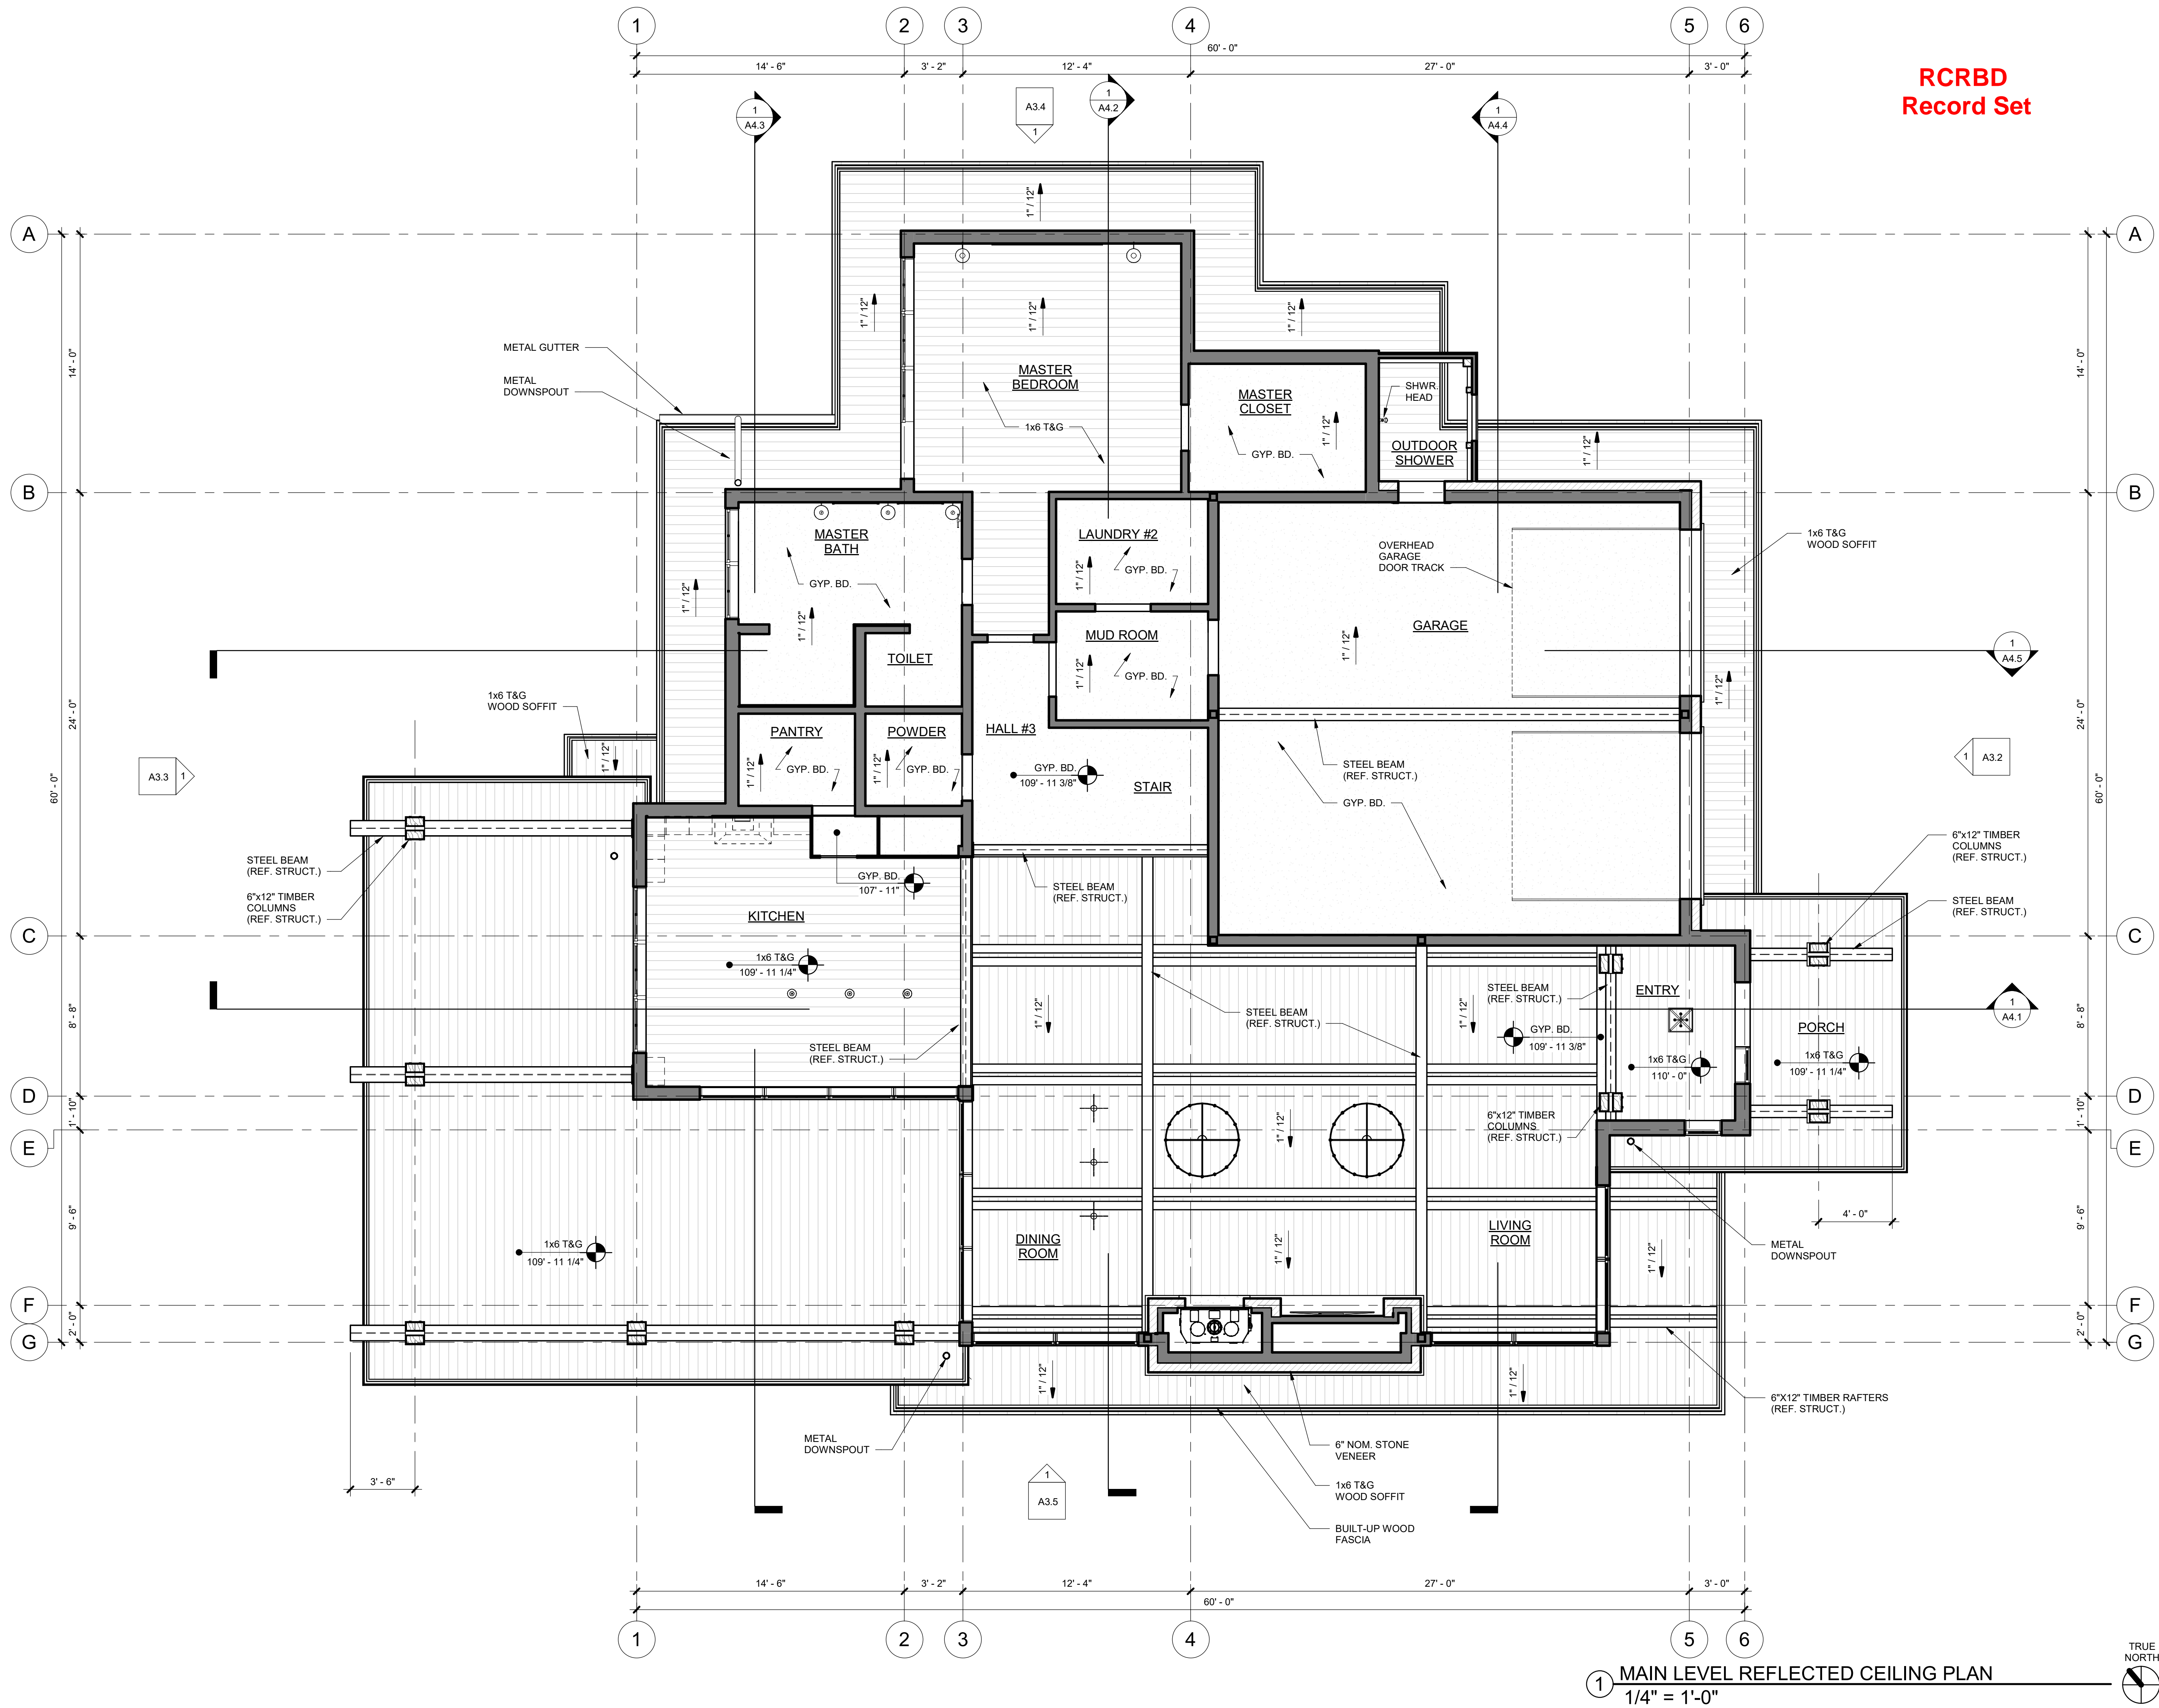 1
2
3
4
5
6
60' - 0"
14' - 6"
3' - 2"
12' - 4"
27' - 0"
3' - 0"
RCRBD
Record Set
1
A4.3
A3.4
1
1
A4.2
1
A4.4
A
A
1" / 12"
1" / 12"
1" / 12"
1" / 12"
METAL GUTTER
METAL
DOWNSPOUT
14' - 0"
14' - 0"
MASTER
BEDROOM
1x6 T&G
MASTER
CLOSET
GYP. BD.
1" / 12"
SHWR.
HEAD
OUTDOOR
SHOWER
1" / 12"
B
B
MASTER
BATH
GYP. BD.
1" / 12"
1" / 12"
LAUNDRY #2
GYP. BD.
1" / 12"
OVERHEAD
GARAGE
DOOR TRACK
1x6 T&G
WOOD SOFFIT
GARAGE
1" / 12"
MUD ROOM
GYP. BD.
1" / 12"
TOILET
1
A4.5
1" / 12"
1x6 T&G
WOOD SOFFIT
24' - 0"
24' - 0"
60' - 0"
60' - 0"
1" / 12"
PANTRY
GYP. BD.
1" / 12"
POWDER
GYP. BD.
1" / 12"
HALL #3
GYP. BD.
109' - 11 3/8"
STAIR
STEEL BEAM
(REF. STRUCT.)
GYP. BD.
A3.3
1
1
A3.2
STEEL BEAM
(REF. STRUCT.)
6"x12" TIMBER
COLUMNS
(REF. STRUCT.)
GYP. BD.
107' - 11"
STEEL BEAM
(REF. STRUCT.)
6"x12" TIMBER
COLUMNS
(REF. STRUCT.)
STEEL BEAM
(REF. STRUCT.)
KITCHEN
C
C
1x6 T&G
109' - 11 1/4"
STEEL BEAM
(REF. STRUCT.)
8' - 8"
8' - 8"
1" / 12"
STEEL BEAM
(REF. STRUCT.)
1" / 12"
STEEL BEAM
(REF. STRUCT.)
GYP. BD.
109' - 11 3/8"
ENTRY
1x6 T&G
110' - 0"
PORCH
1x6 T&G
109' - 11 1/4"
1
A4.1
D
D
1' - 10"
1' - 10"
1" / 12"
6"x12" TIMBER
COLUMNS
(REF. STRUCT.)
E
E
9' - 6"
9' - 6"
1x6 T&G
109' - 11 1/4"
DINING
ROOM
1" / 12"
LIVING
ROOM
1" / 12"
4' - 0"
METAL
DOWNSPOUT
F
F
2' - 0"
2' - 0"
G
G
1" / 12"
1" / 12"
6"X12" TIMBER RAFTERS
(REF. STRUCT.)
METAL
DOWNSPOUT
6" NOM. STONE
VENEER
3' - 6"
1
A3.5
1x6 T&G
WOOD SOFFIT
BUILT-UP WOOD
FASCIA
14' - 6"
3' - 2"
12' - 4"
27' - 0"
3' - 0"
60' - 0"
1
2
3
4
5
6
1
MAIN LEVEL REFLECTED CEILING PLAN
1/4" = 1'-0"
TRUE
NORTH